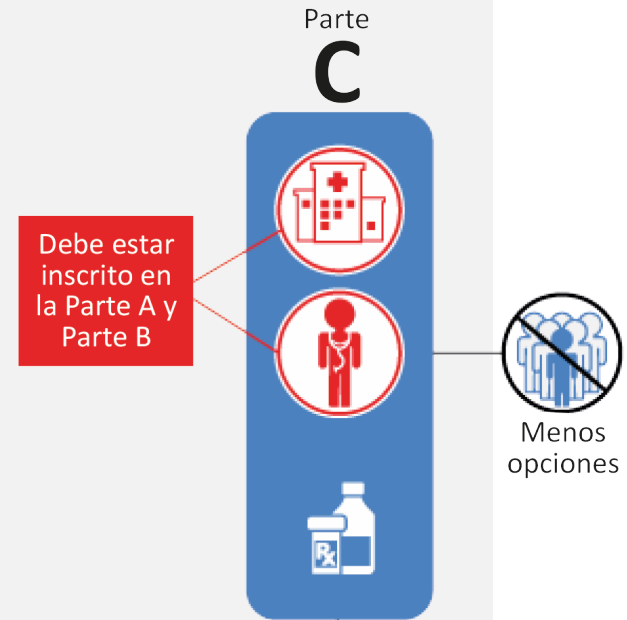 Parte
C
Debe estar
inscrito en
la Parte A y
Parte B
Rx
Menos
opciones